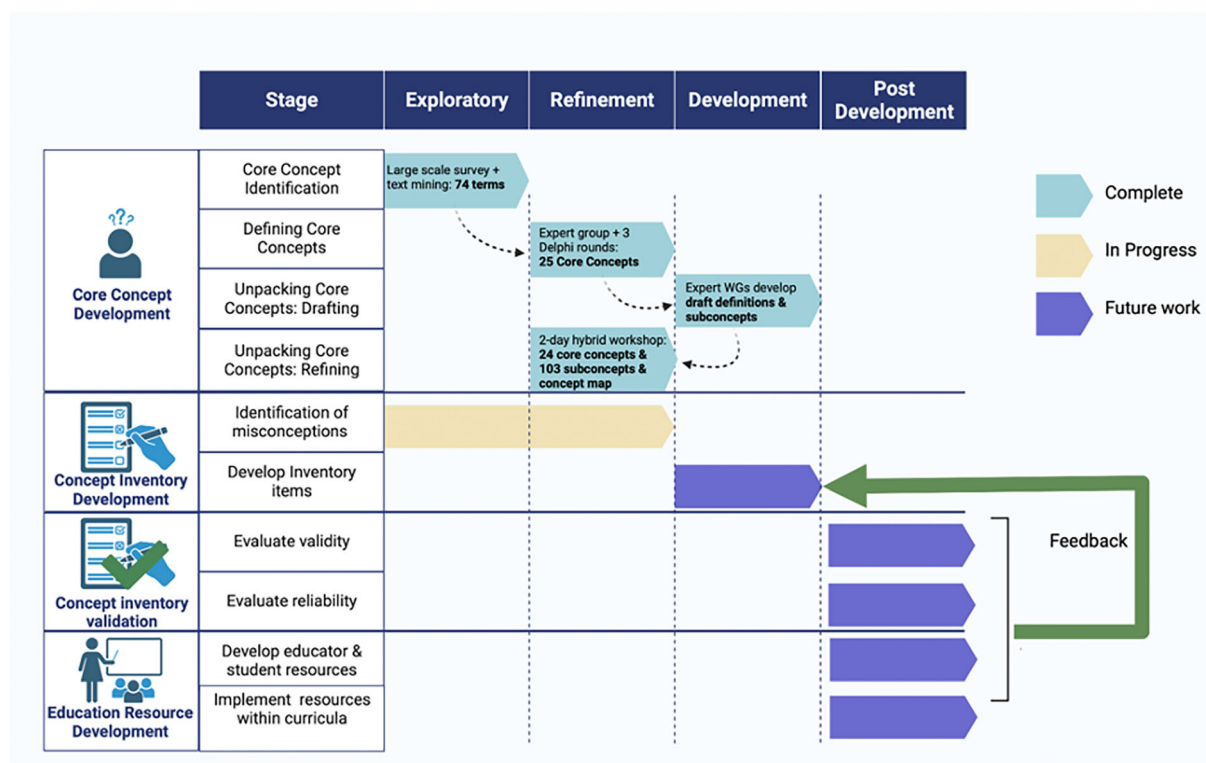 Stage
Exploratory
Refinement
Development
Post
Development
Core Concept
Development
Core Concept
Identification
Large scale survey +
text mining: 74 terms
Defining Core
Concepts
Expert group + 3
Delphi rounds:
25 Core Concepts
Unpacking Core
Concepts: Drafting
Expert WGs develop
draft definitions &
subconcepts
Unpacking Core
Concepts: Refining
2-day hybrid workshop:
24 core concepts &
103 subconcepts &
concept map
Complete
In Progress
Future work
Concept Inventory
Development
Identification of
misconceptions
Develop Inventory
items
Concept inventory
validation
Evaluate validity
Evaluate reliability
Feedback
Education Resource
Development
Develop educator &
student resources
Implement resources
within curricula